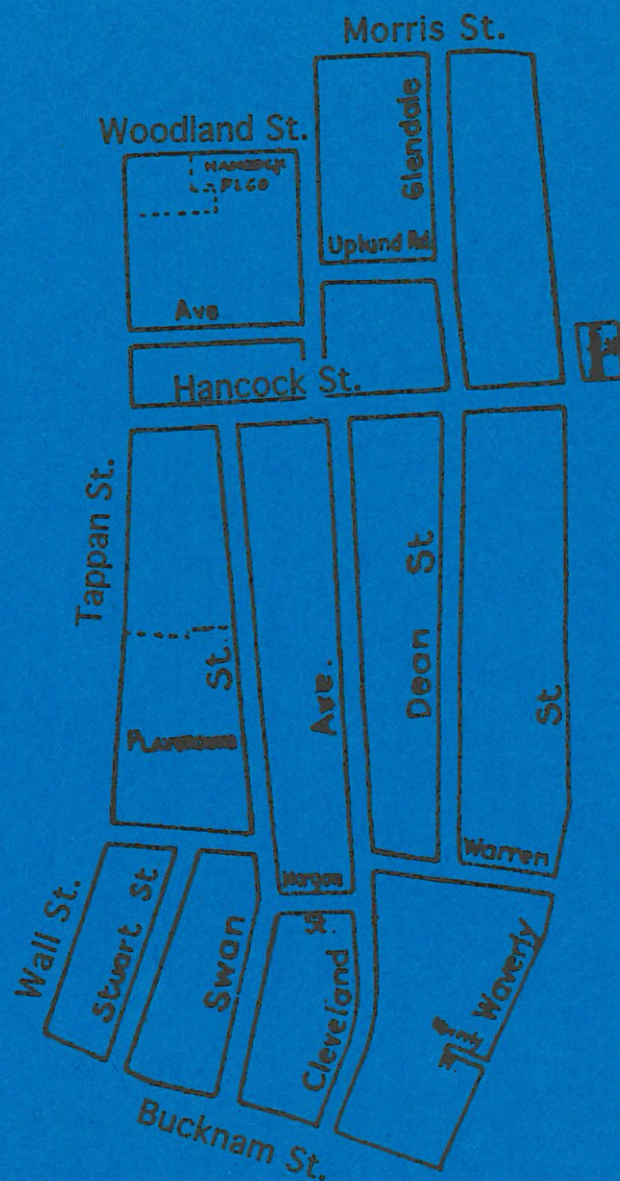 Morris St.
Glendale
Woodland St.
Upland Rd.
Ave
Hancock St.
Tappan St.
St
Dean
St.
Ave.
St
PLAYGROUND
Warren
Morgan
St.
Wall St.
Stuart St
Swan
Cleveland
Waverly
Bucknam St.